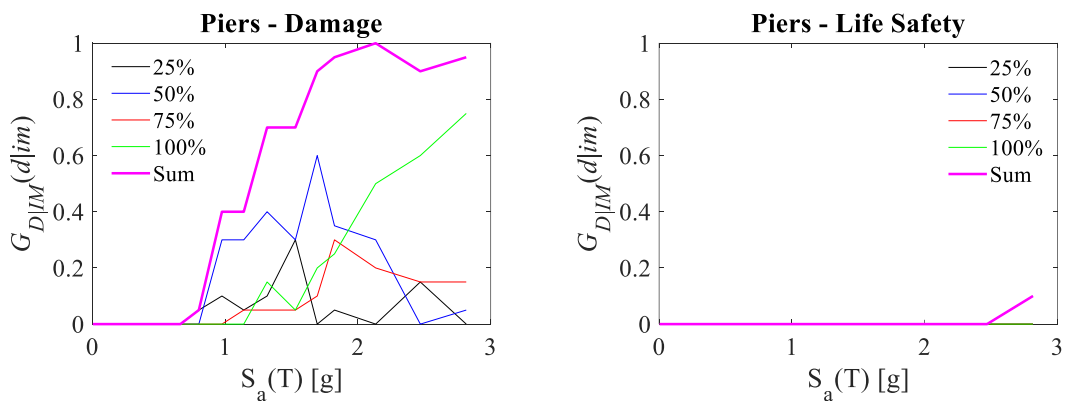 Piers - Damage
1
0.8
0.6
0.4
0.2
0
G_{D|IM}(d|im)
25%
50%
75%
100%
Sum
0 1 2 3
S_a(T) [g]
Piers - Life Safety
1
0.8
0.6
0.4
0.2
0
G_{D|IM}(d|im)
25%
50%
75%
100%
Sum
0 1 2 3
S_a(T) [g]